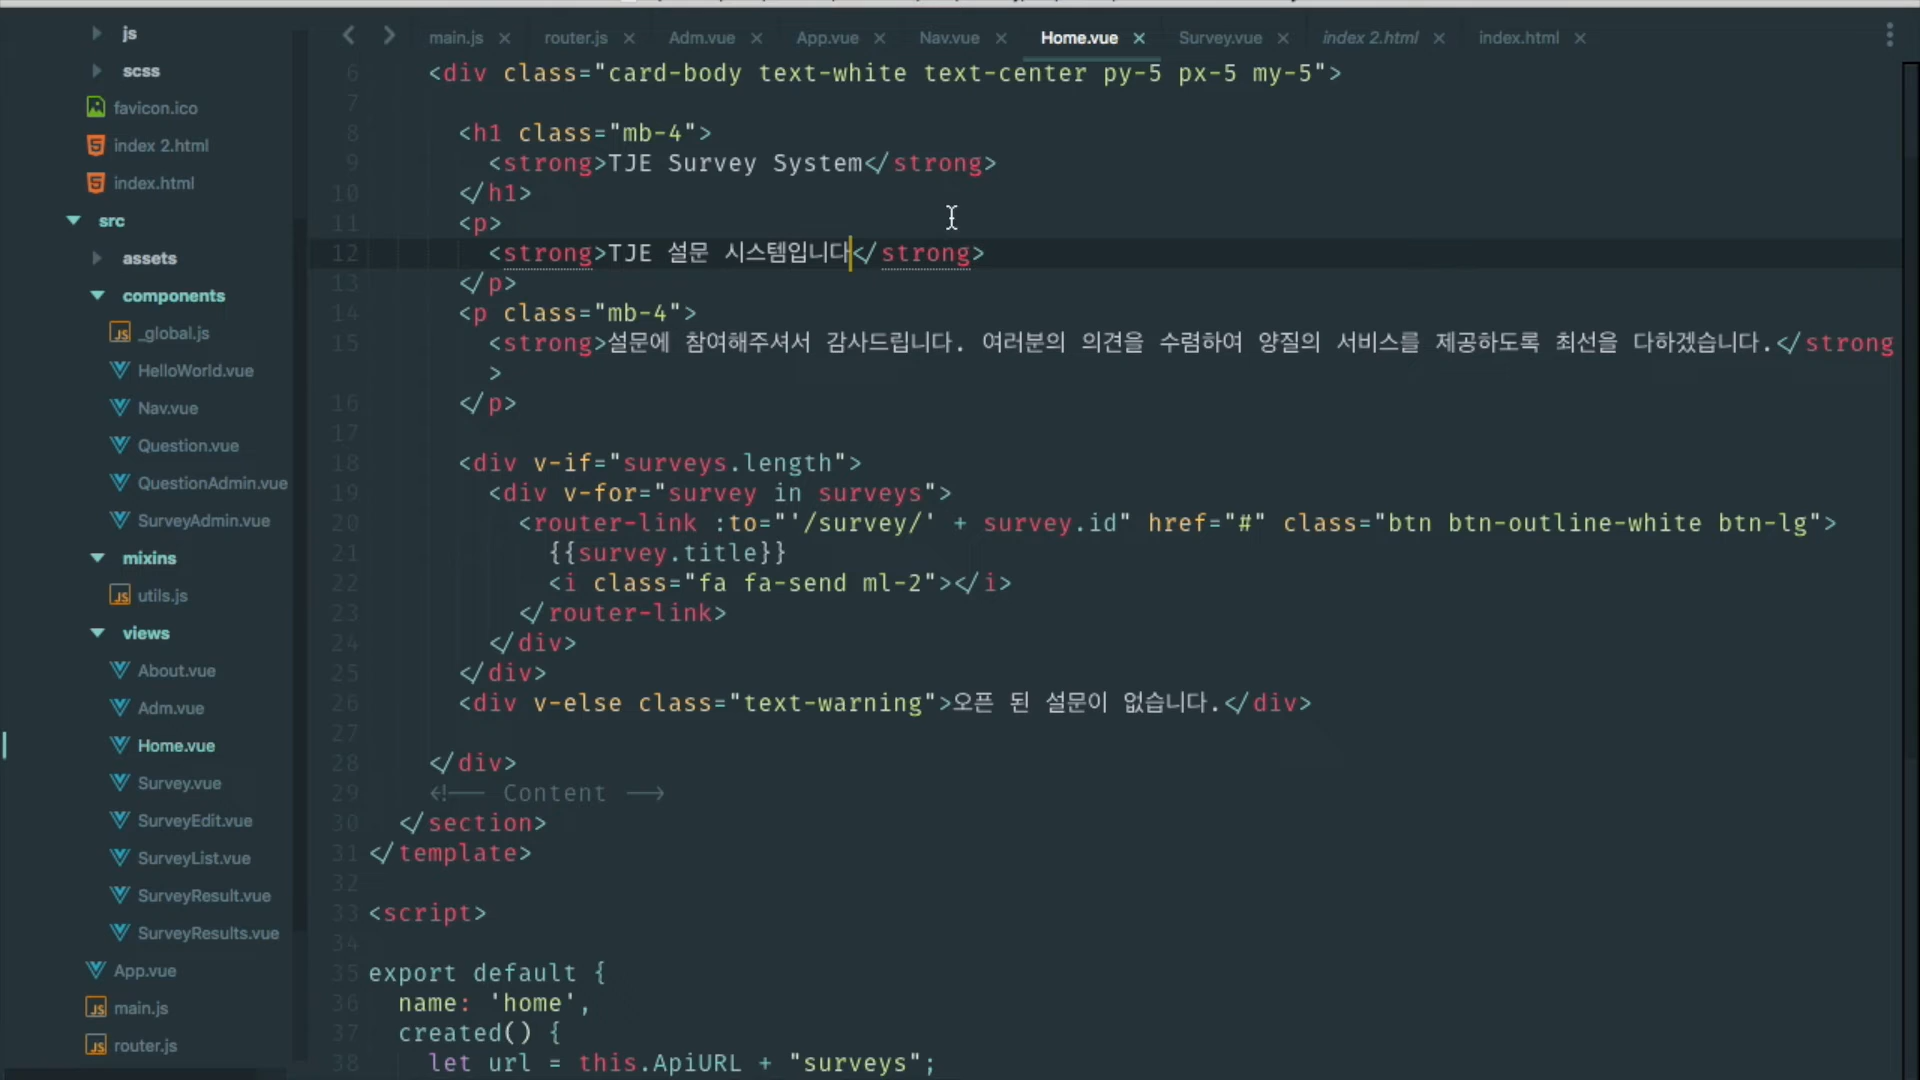 js
scss
favicon.ico
index 2.html
index.html
src
assets
components
_global.js
HelloWorld.vue
Nav.vue
Question.vue
QuestionAdmin.vue
SurveyAdmin.vue
mixins
utils.js
views
About.vue
Adm.vue
Home.vue
Survey.vue
SurveyEdit.vue
SurveyList.vue
SurveyResult.vue
SurveyResults.vue
App.vue
main.js
router.js
main.js × router.js × Adm.vue × App.vue × Nav.vue × Home.vue × Survey.vue × index 2.html × index.html ×
6 <div class="card-body text-white text-center py-5 px-5 my-5">
7
8 <h1 class="mb-4">
9 <strong>TJE Survey System</strong>
10 </h1>
11 <p>
12 <strong>TJE 설문 시스템입니다</strong>
13 </p>
14 <p class="mb-4">
15 <strong>설문에 참여해주셔서 감사드립니다. 여러분의 의견을 수렴하여 양질의 서비스를 제공하도록 최선을 다하겠습니다.</strong
>
16 </p>
17
18 <div v-if="surveys.length">
19 <div v-for="survey in surveys">
20 <router-link :to="'/survey/' + survey.id" href="#" class="btn btn-outline-white btn-lg">
21 {{survey.title}}
22 <i class="fa fa-send ml-2"></i>
23 </router-link>
24 </div>
25 </div>
26 <div v-else class="text-warning">오픈 된 설문이 없습니다.</div>
27
28 </div>
29 <!-- Content -->
30 </section>
31 </template>
32
33 <script>
34
35 export default {
36 name: 'home',
37 created() {
38 let url = this.ApiURL + "surveys";